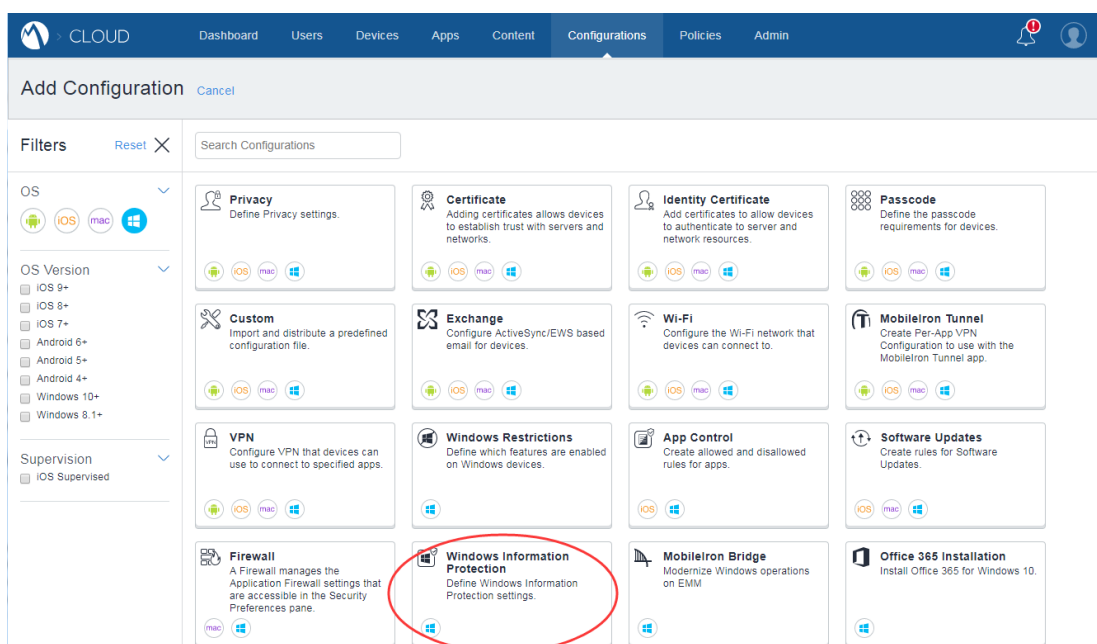 CLOUD
Dashboard Users Devices Apps Content Configurations Policies Admin
Add Configuration Cancel
Filters Reset
Search Configurations
OS
iOS mac
OS Version
iOS 9+
iOS 8+
iOS 7+
Android 6+
Android 5+
Android 4+
Windows 10+
Windows 8.1+
Supervision
iOS Supervised
Privacy
Define Privacy settings.
iOS mac
Certificate
Adding certificates allows devices
to establish trust with servers and
networks.
iOS mac
Identity Certificate
Add certificates to allow devices
to authenticate to server and
network resources.
iOS mac
Passcode
Define the passcode
requirements for devices.
iOS mac
Custom
Import and distribute a predefined
configuration file.
iOS mac
Exchange
Configure ActiveSync/EWS based
email for devices.
iOS mac
Wi-Fi
Configure the Wi-Fi network that
devices can connect to.
iOS mac
MobileIron Tunnel
Create Per-App VPN
Configuration to use with the
MobileIron Tunnel app.
iOS mac
VPN
VPN
Configure VPN that devices can
use to connect to specified apps.
iOS mac
Windows Restrictions
Define which features are enabled
on Windows devices.
App Control
Create allowed and disallowed
rules for apps.
iOS
Software Updates
Create rules for Software
Updates.
iOS mac
Firewall
A Firewall manages the
Application Firewall settings that
are accessible in the Security
Preferences pane.
mac
Windows Information
Protection
Define Windows Information
Protection settings.
MobileIron Bridge
Modernize Windows operations
on EMM
Office 365 Installation
Install Office 365 for Windows 10.